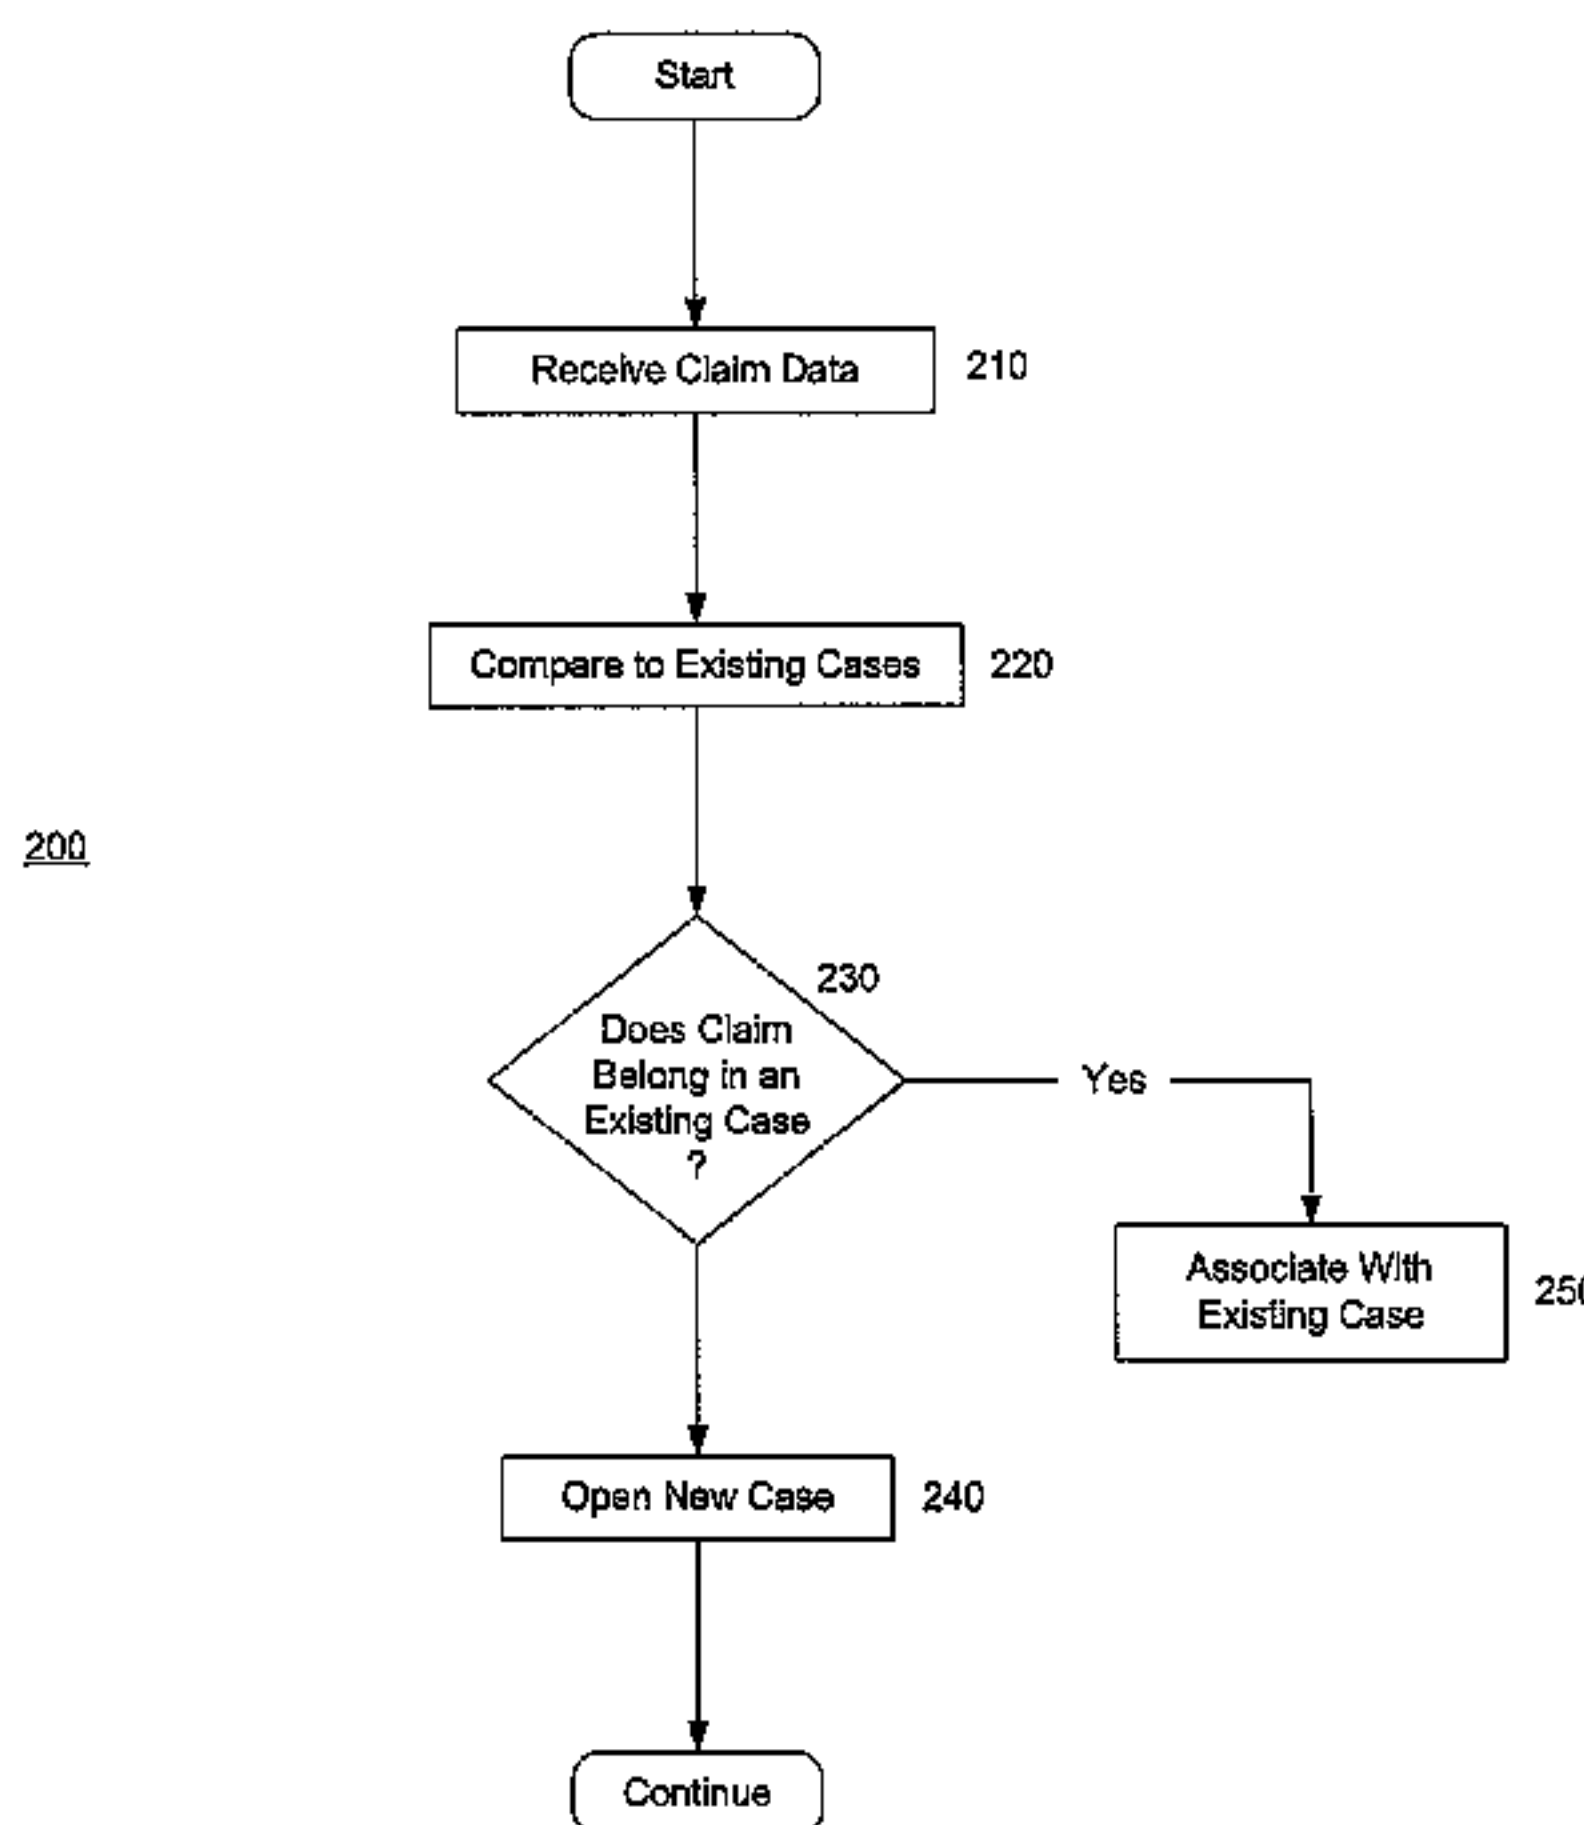 Start
Receive Claim Data
210
Compare to Existing Cases
220
200
230
Does Claim
Belong in an
Existing Case
?
Yes
Associate With
Existing Case
250
Open New Case
240
Continue